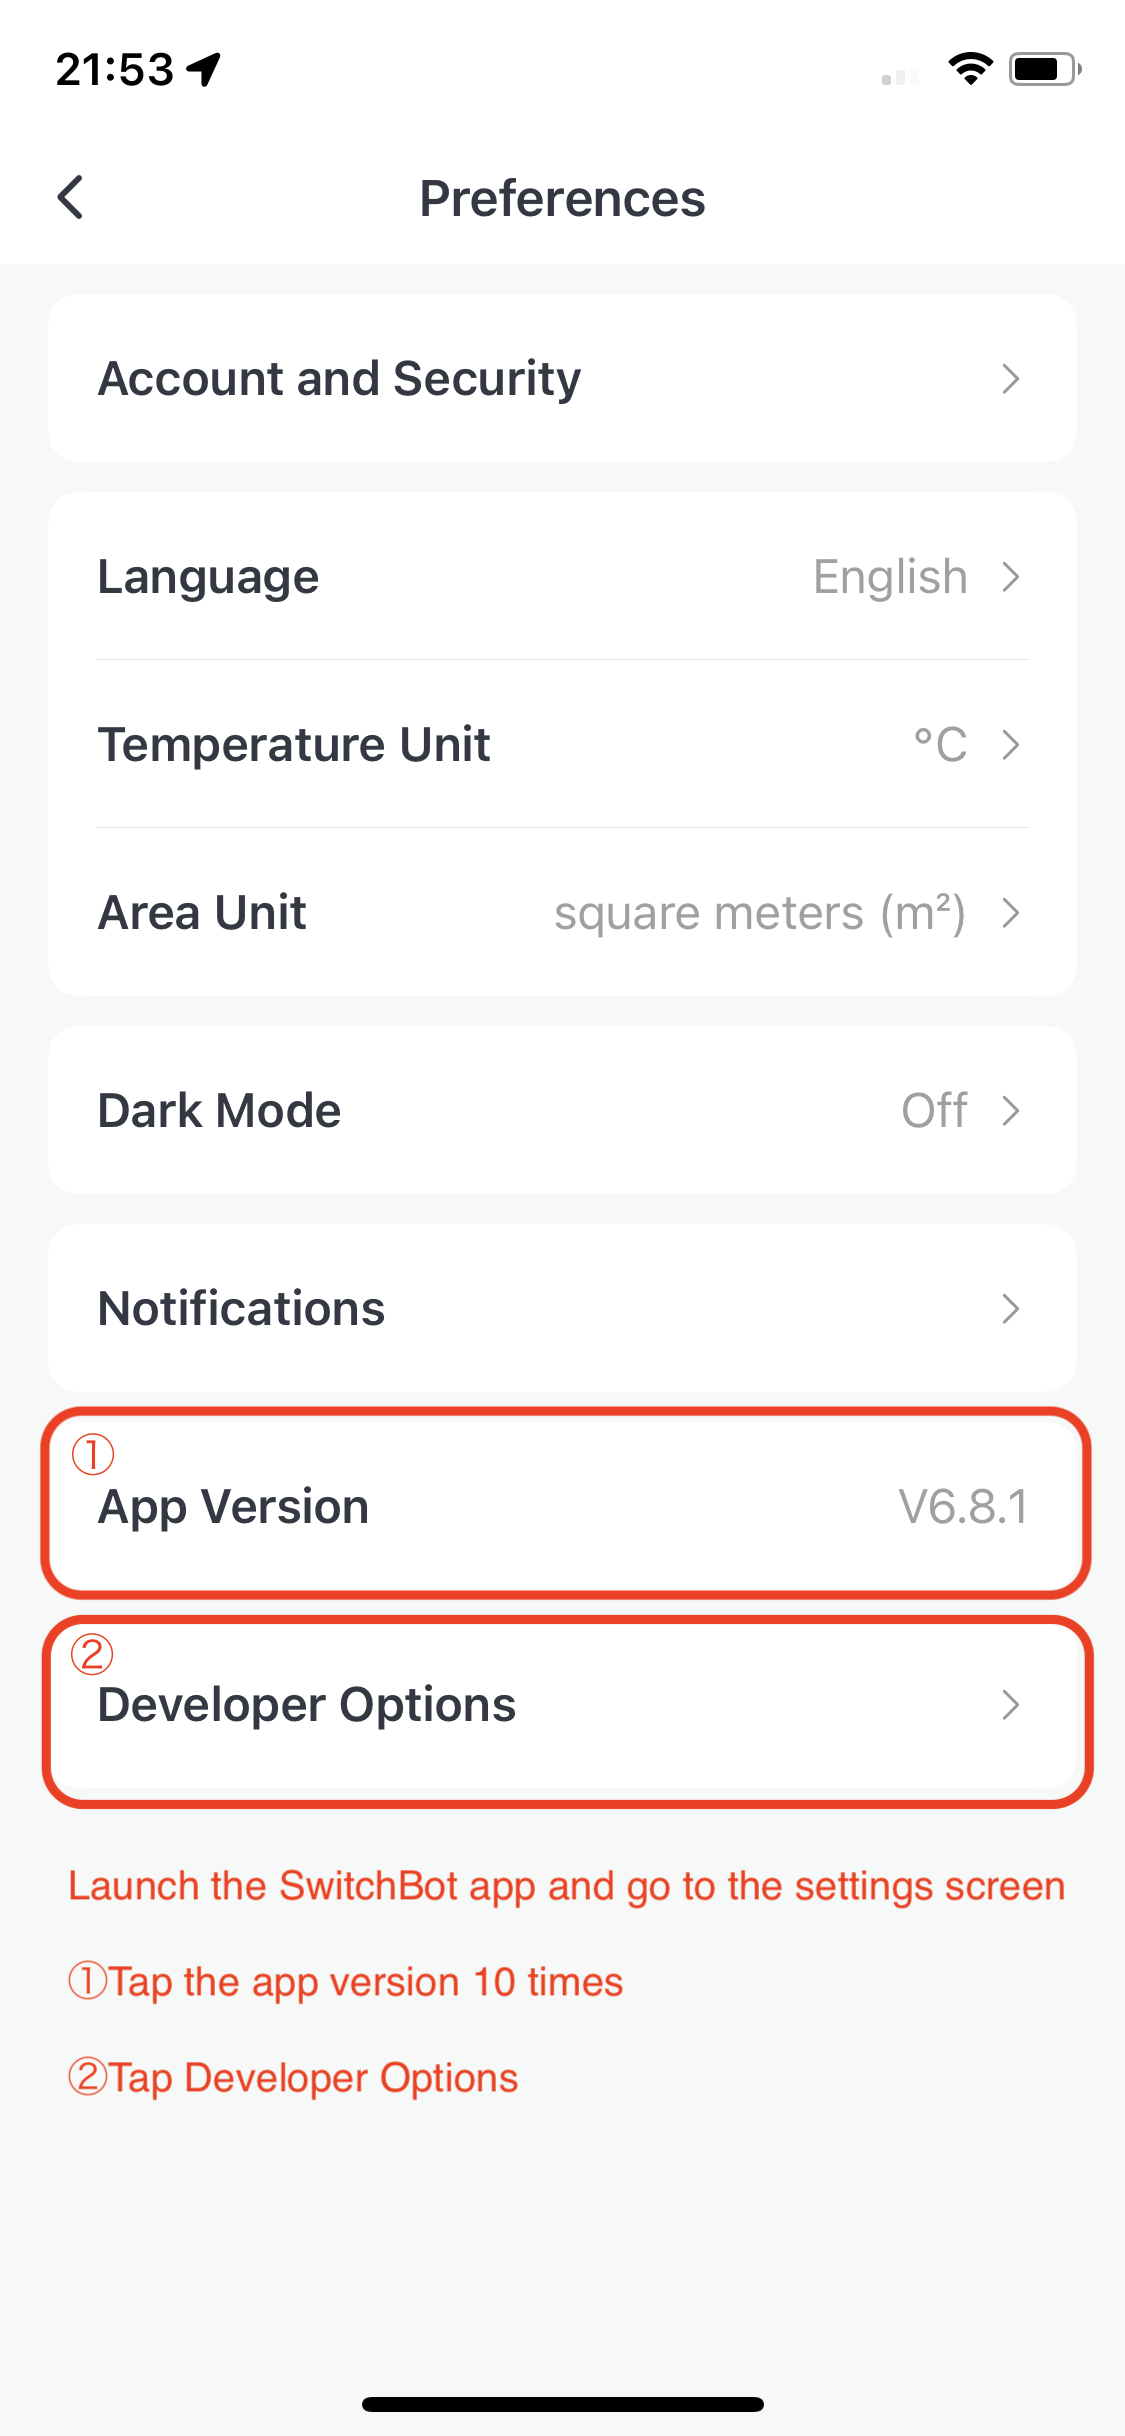 21:53
Preferences
Account and Security
Language English
Temperature Unit °C
Area Unit square meters (m²)
Dark Mode Off
Notifications
①
App Version V6.8.1
②
Developer Options
Launch the SwitchBot app and go to the settings screen
①Tap the app version 10 times
②Tap Developer Options